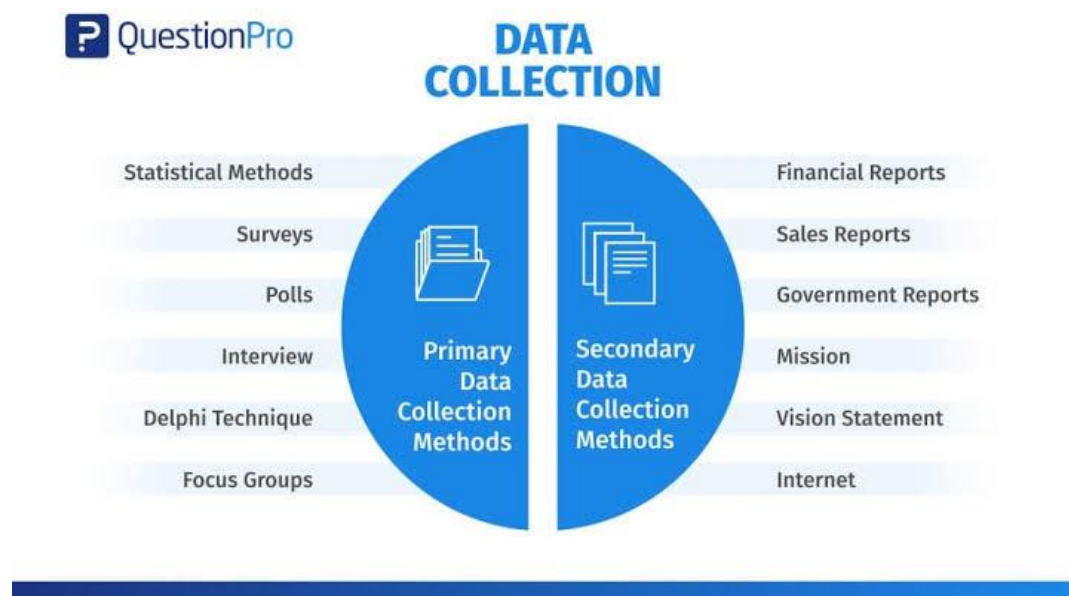 QuestionPro
DATA
COLLECTION
Statistical Methods
Surveys
Polls
Interview
Delphi Technique
Focus Groups
Primary
Data
Collection
Methods
Secondary
Data
Collection
Methods
Financial Reports
Sales Reports
Government Reports
Mission
Vision Statement
Internet